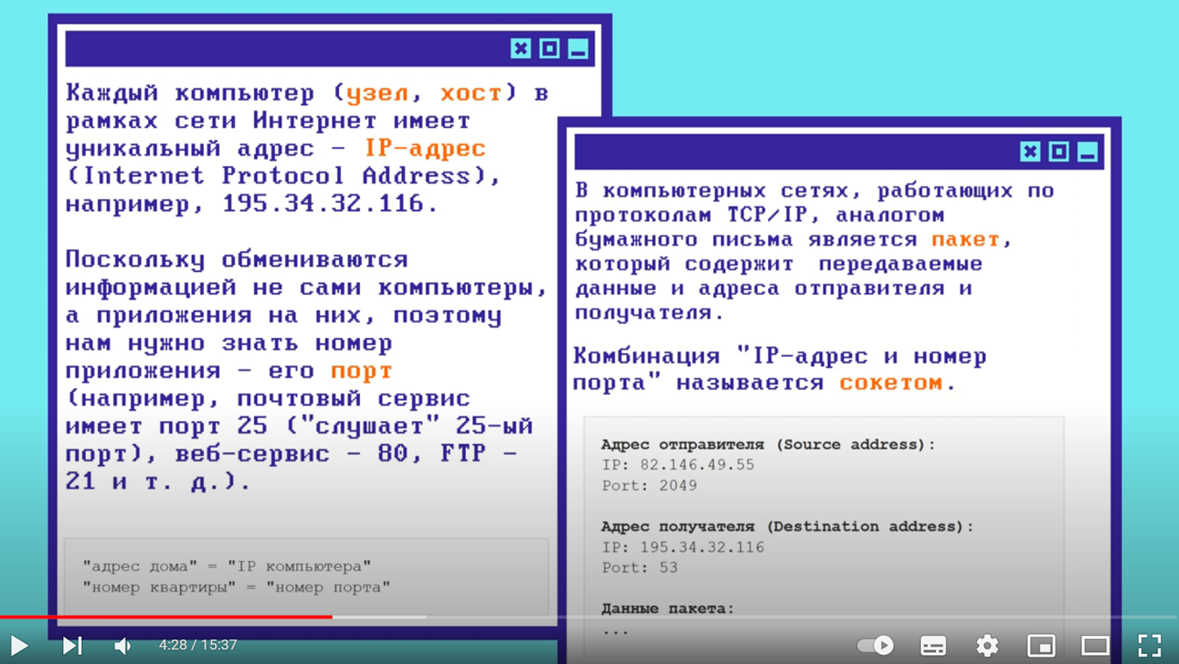 Каждый компьютер (узел, хост) в
рамках сети Интернет имеет
уникальный адрес – IP-адрес
(Internet Protocol Address),
например, 195.34.32.116.
Поскольку обмениваются
информацией не сами компьютеры,
а приложения на них, поэтому
нам нужно знать номер
приложения – его порт
(например, почтовый сервис
имеет порт 25 ("слушает" 25-ый
порт), веб-сервис – 80, FTP –
21 и т. д.).
"адрес дома" = "IP компьютера"
"номер квартиры" = "номер порта"
В компьютерных сетях, работающих по
протоколам TCP/IP, аналогом
бумажного письма является пакет,
который содержит  передаваемые
данные и адреса отправителя и
получателя.
Комбинация "IP-адрес и номер
порта" называется сокетом.
Адрес отправителя (Source address):
IP: 82.146.49.55
Port: 2049
Адрес получателя (Destination address):
IP: 195.34.32.116
Port: 53
Данные пакета:
...
4:28 / 15:37